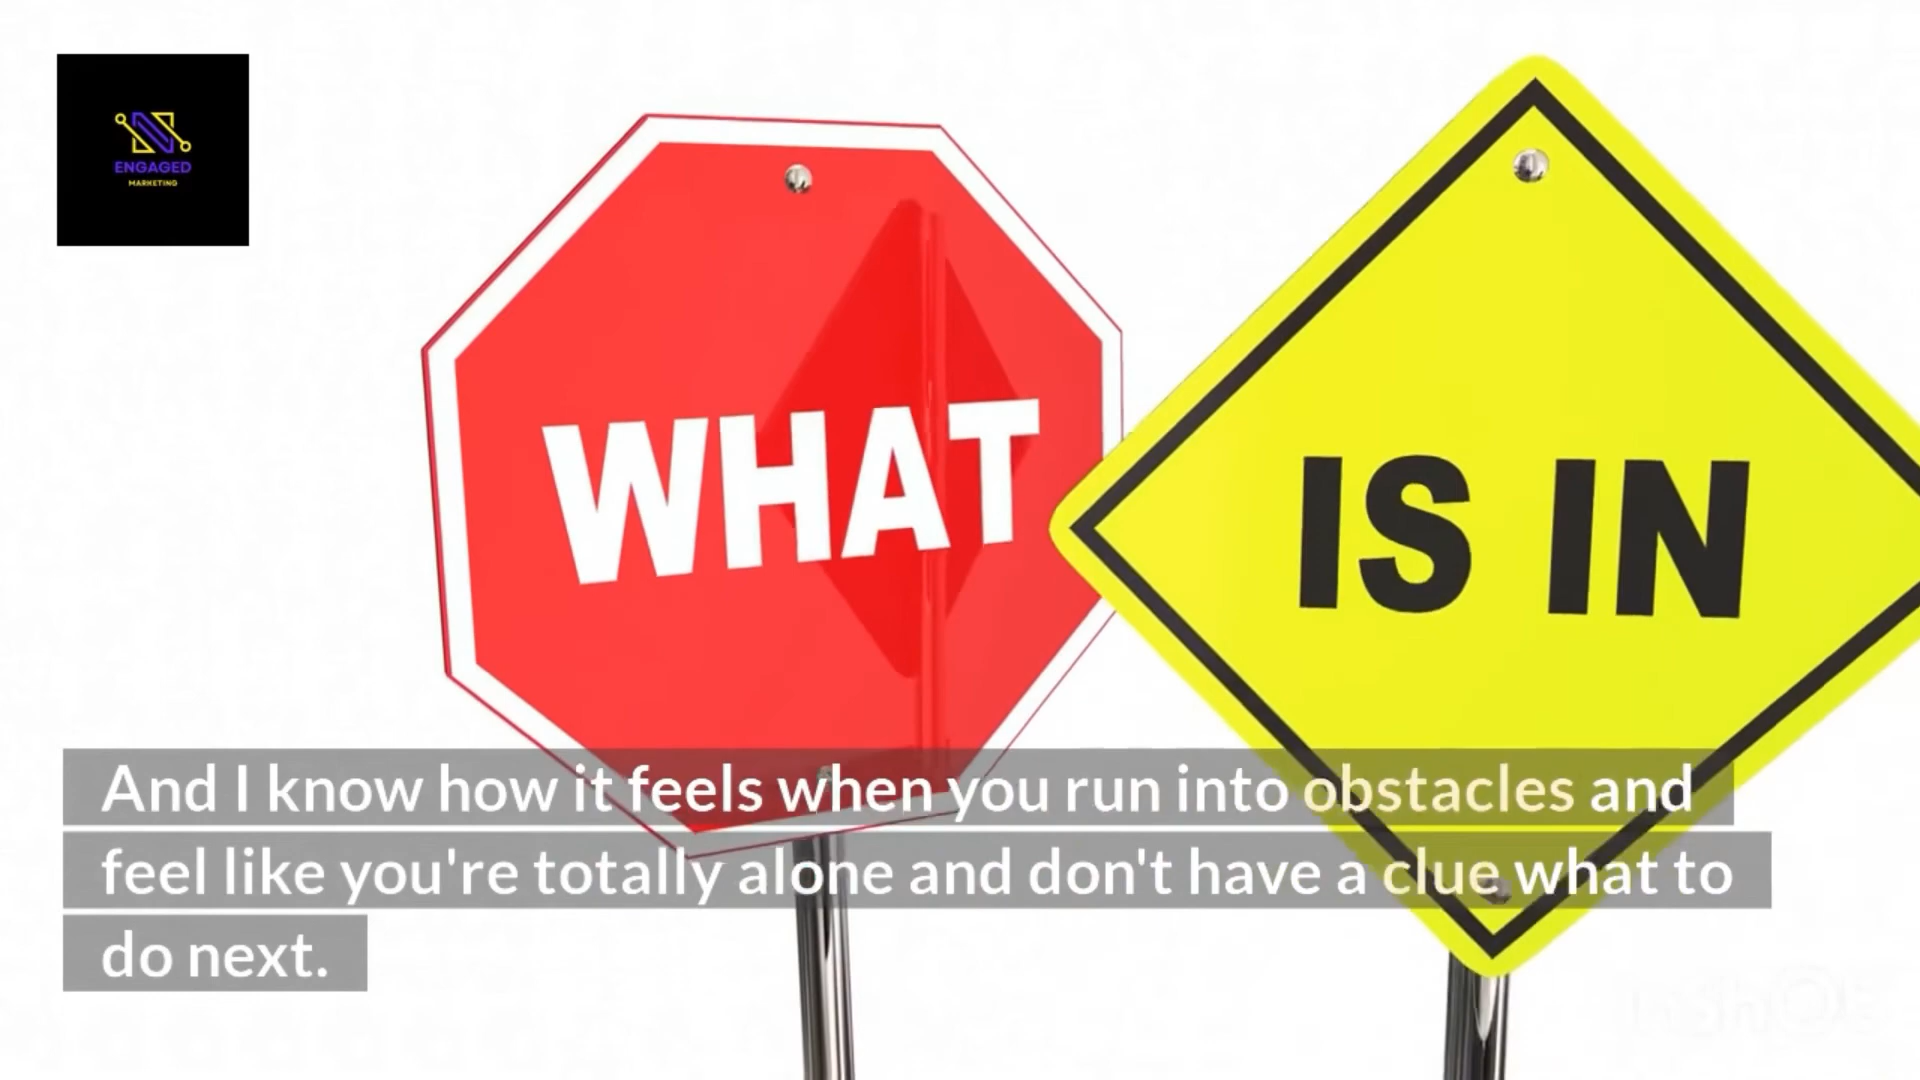 ENGAGED
MARKETING
WHAT
IS IN
And I know how it feels when you run into obstacles and
feel like you're totally alone and don't have a clue what to
do next.